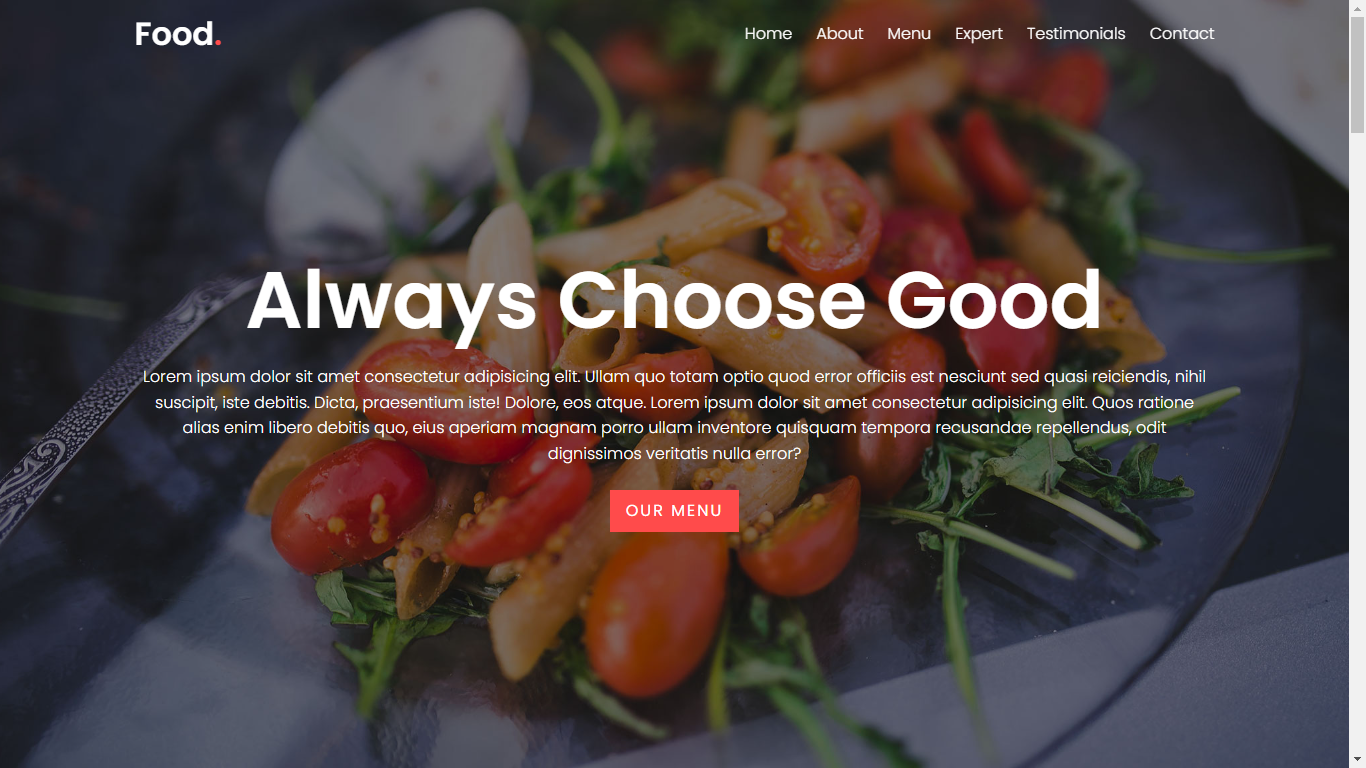 Food.
Home About Menu Expert Testimonials Contact
Always Choose Good
Lorem ipsum dolor sit amet consectetur adipisicing elit. Ullam quo totam optio quod error officiis est nesciunt sed quasi reiciendis, nihil
suscipit, iste debitis. Dicta, praesentium iste! Dolore, eos atque. Lorem ipsum dolor sit amet consectetur adipisicing elit. Quos ratione
alias enim libero debitis quo, eius aperiam magnam porro ullam inventore quisquam tempora recusandae repellendus, odit
dignissimos veritatis nulla error?
OUR MENU